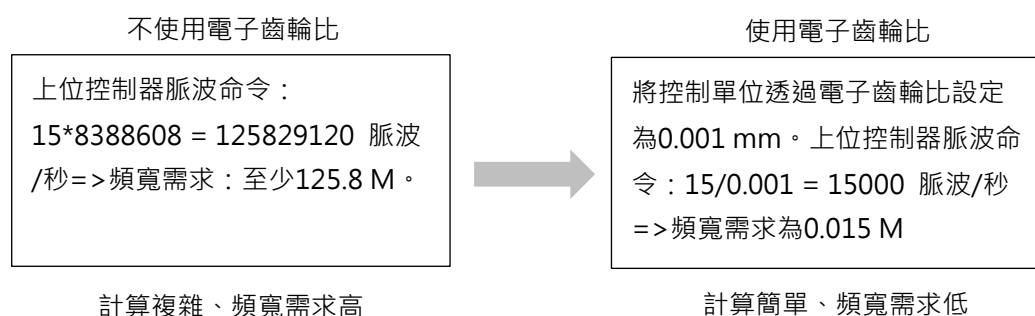 不使用電子齒輪比
上位控制器脈波命令：
15*8388608 = 125829120 脈波
/秒=>頻寬需求：至少125.8 M。
計算複雜、頻寬需求高
使用電子齒輪比
將控制單位透過電子齒輪比設定
為0.001 mm。上位控制器脈波命
令：15/0.001 = 15000 脈波/秒
=>頻寬需求為0.015 M
計算簡單、頻寬需求低